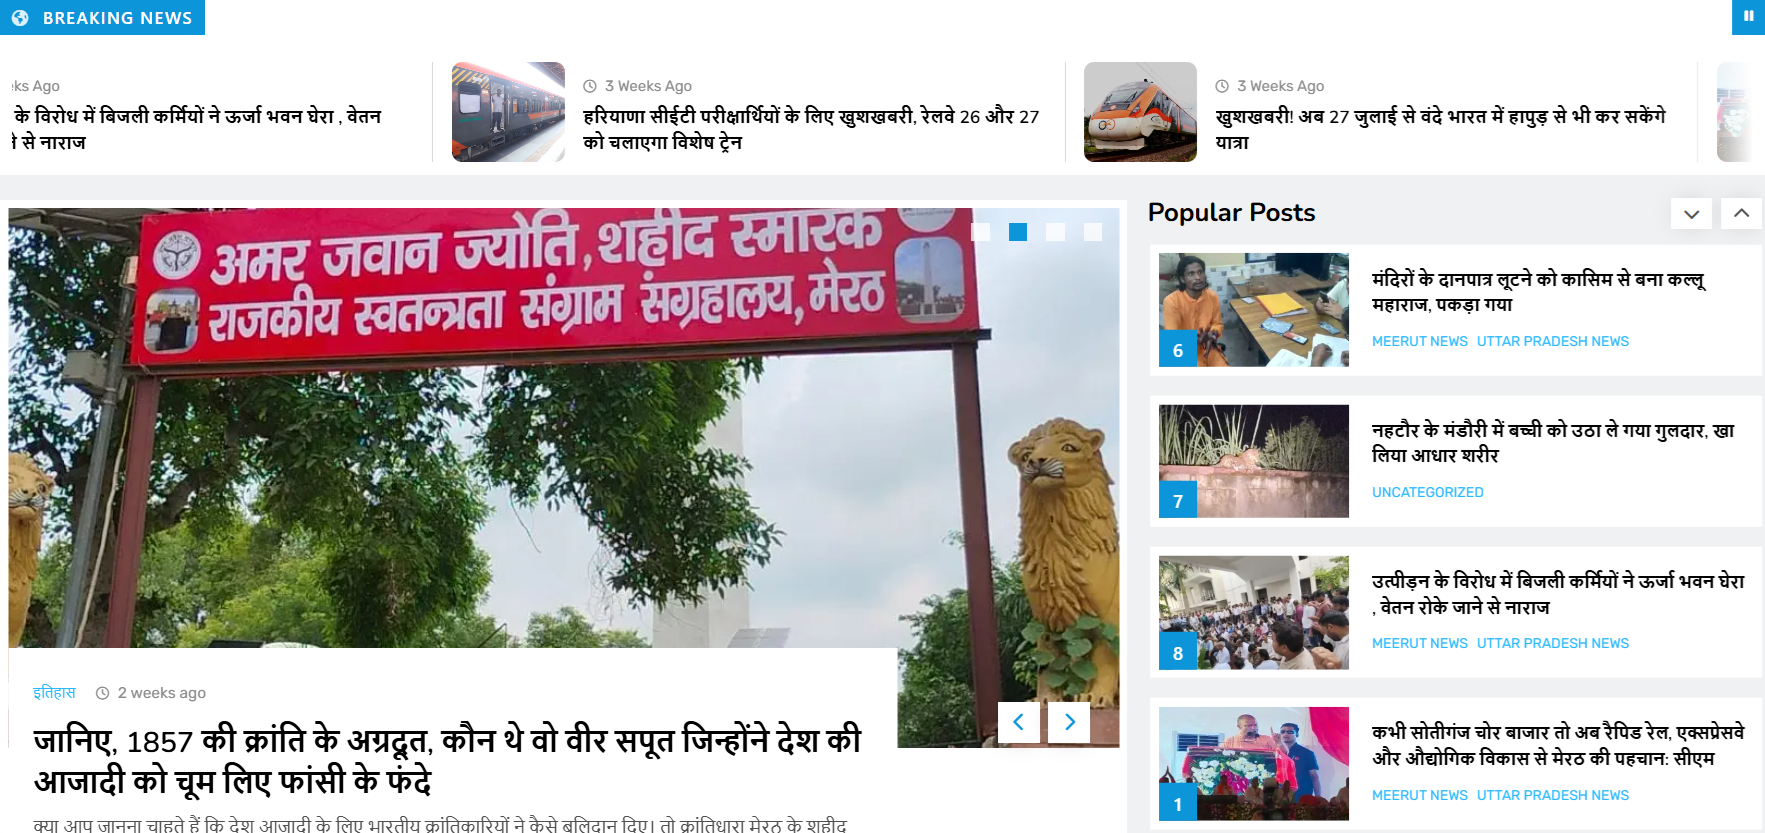 BREAKING NEWS
ks Ago
के विरोध में बिजली कर्मियों ने ऊर्जा भवन घेरा , वेतन
से नाराज
3 Weeks Ago
हरियाणा सीईटी परीक्षार्थियों के लिए खुशखबरी, रेलवे 26 और 27
को चलाएगा विशेष ट्रेन
3 Weeks Ago
खुशखबरी! अब 27 जुलाई से वंदे भारत में हापुड़ से भी कर सकेंगे
यात्रा
अमर जवान ज्योति, शहीद स्मारक
राजकीय स्वतन्त्रता संग्राम संग्रहालय, मेरठ
इतिहास 2 weeks ago
जानिए, 1857 की क्रांति के अग्रदूत, कौन थे वो वीर सपूत जिन्होंने देश की
आजादी को चूम लिए फांसी के फंदे
क्या आप जानना चाहते हैं कि देश आजादी के लिए भारतीय क्रांतिकारियों ने कैसे बलिदान दिए। तो क्रांतिधारा मेरठ के शहीद
Popular Posts
6
मंदिरों के दानपात्र लूटने को कासिम से बना कल्लू
महाराज, पकड़ा गया
MEERUT NEWS UTTAR PRADESH NEWS
7
नहटौर के मंडौरी में बच्ची को उठा ले गया गुलदार, खा
लिया आधार शरीर
UNCATEGORIZED
8
उत्पीड़न के विरोध में बिजली कर्मियों ने ऊर्जा भवन घेरा
, वेतन रोके जाने से नाराज
MEERUT NEWS UTTAR PRADESH NEWS
1
कभी सोतीगंज चोर बाजार तो अब रैपिड रेल, एक्सप्रेसवे
और औद्योगिक विकास से मेरठ की पहचान: सीएम
MEERUT NEWS UTTAR PRADESH NEWS